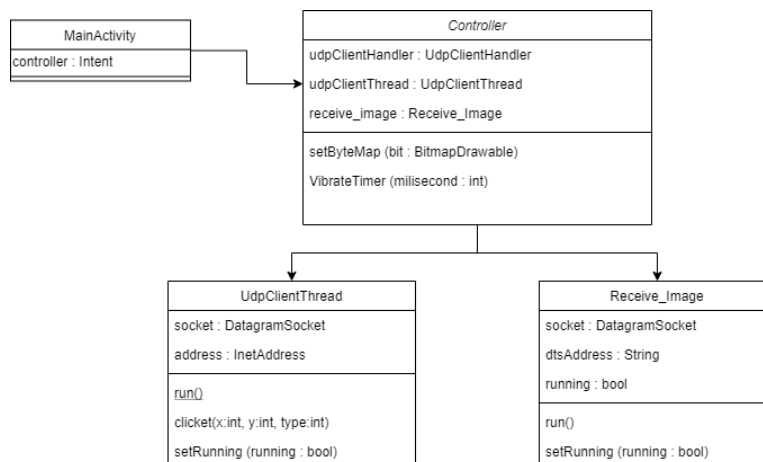 MainActivity
controller : Intent
Controller
udpClientHandler : UdpClientHandler
udpClientThread : UdpClientThread
receive_image : Receive_Image
setByteMap (bit : BitmapDrawable)
VibrateTimer (milisecond : int)
UdpClientThread
socket : DatagramSocket
address : InetAddress
run()
clicket(x:int, y:int, type:int)
setRunning (running : bool)
Receive_Image
socket : DatagramSocket
dtsAddress : String
running : bool
run()
setRunning (running : bool)